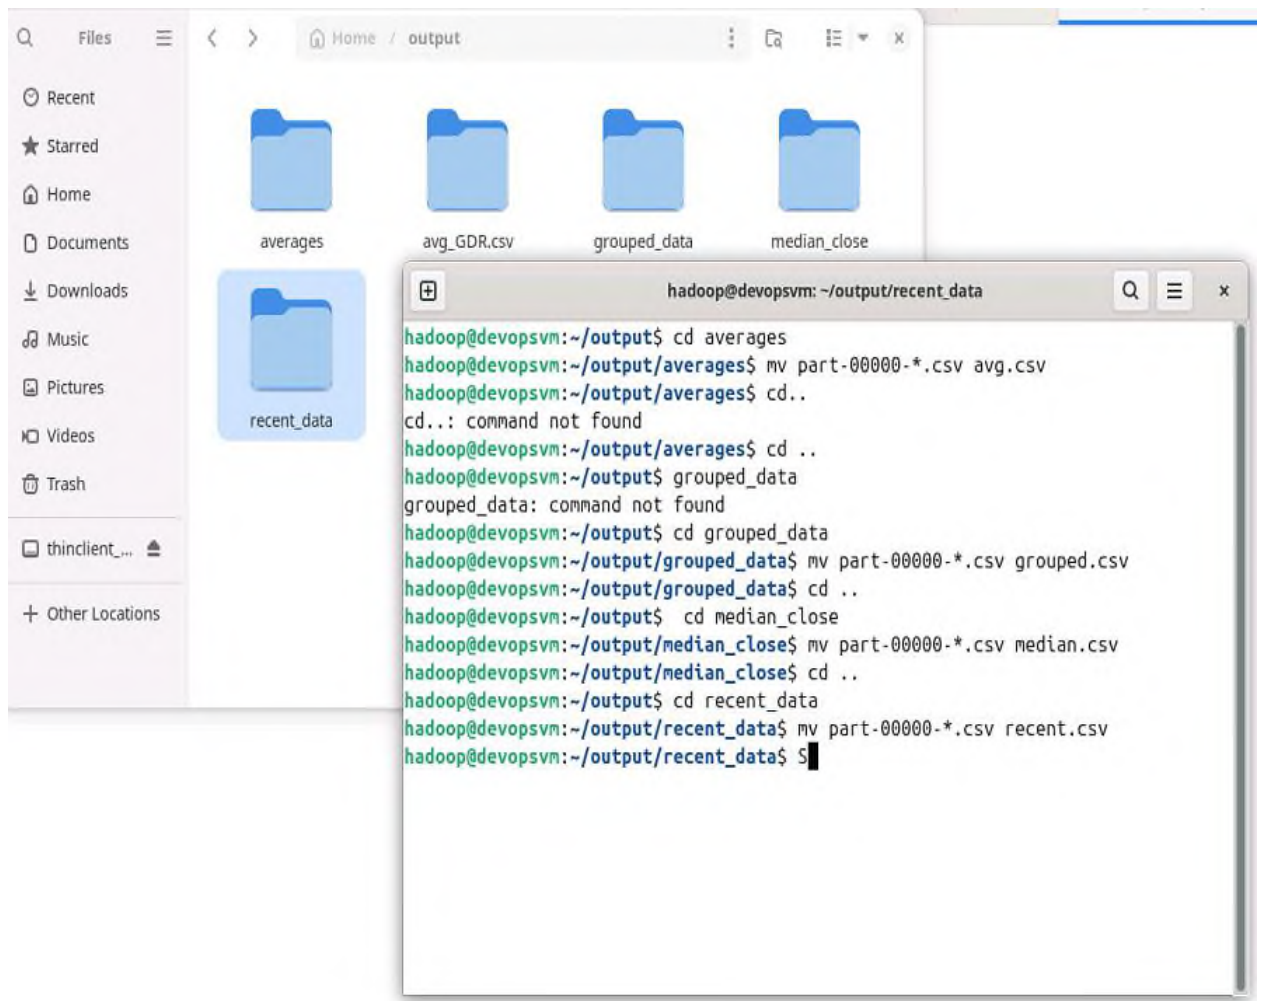 Files
Home / output
Recent
Starred
Home
Documents
Downloads
Music
Pictures
Videos
Trash
thinclient_...
Other Locations
averages
avg_GDR.csv
grouped_data
median_close
recent_data
hadoop@devopsvm: ~/output/recent_data
hadoop@devopsvm:~/output$ cd averages
hadoop@devopsvm:~/output/averages$ mv part-00000-*.csv avg.csv
hadoop@devopsvm:~/output/averages$ cd..
cd..: command not found
hadoop@devopsvm:~/output/averages$ cd ..
hadoop@devopsvm:~/output$ grouped_data
grouped_data: command not found
hadoop@devopsvm:~/output$ cd grouped_data
hadoop@devopsvm:~/output/grouped_data$ mv part-00000-*.csv grouped.csv
hadoop@devopsvm:~/output/grouped_data$ cd ..
hadoop@devopsvm:~/output$  cd median_close
hadoop@devopsvm:~/output/median_close$ mv part-00000-*.csv median.csv
hadoop@devopsvm:~/output/median_close$ cd ..
hadoop@devopsvm:~/output$ cd recent_data
hadoop@devopsvm:~/output/recent_data$ mv part-00000-*.csv recent.csv
hadoop@devopsvm:~/output/recent_data$ S